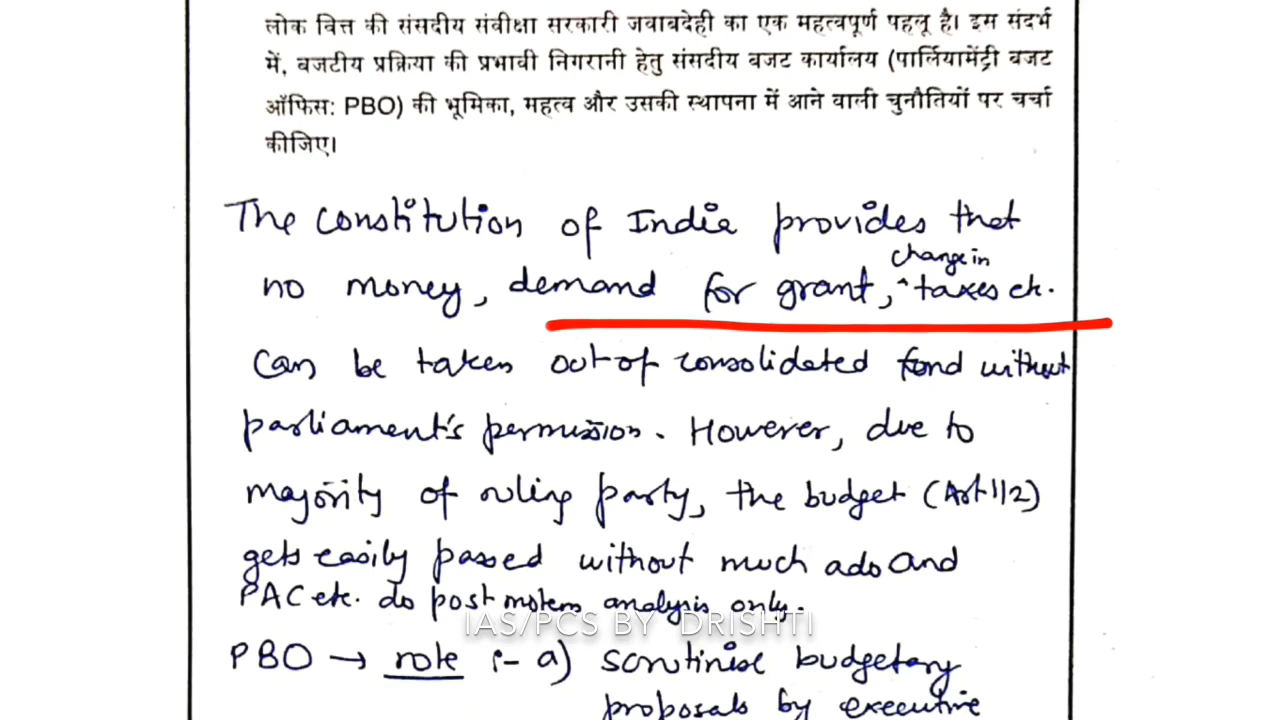 लोक वित्त की संसदीय संवीक्षा सरकारी जवाबदेही का एक महत्वपूर्ण पहलू है। इस संदर्भ
में, बजटीय प्रक्रिया की प्रभावी निगरानी हेतु संसदीय बजट कार्यालय (पार्लियामेंट्री बजट
ऑफिस: PBO) की भूमिका, महत्व और उसकी स्थापना में आने वाली चुनौतियों पर चर्चा
कीजिए।
The constitution of India provides that
change in
no money, demand for grant, ^ taxes etc.
can be taken out of consolidated fund without
parliament's permission. However, due to
majority of ruling party, the budget (Art 112)
gets easily passed without much ado and
PAC etc. do post motem analysis only.
IAS/PCS BY DRISHTI
PBO → role :- a) scrutinise budgetary
proposals by executive